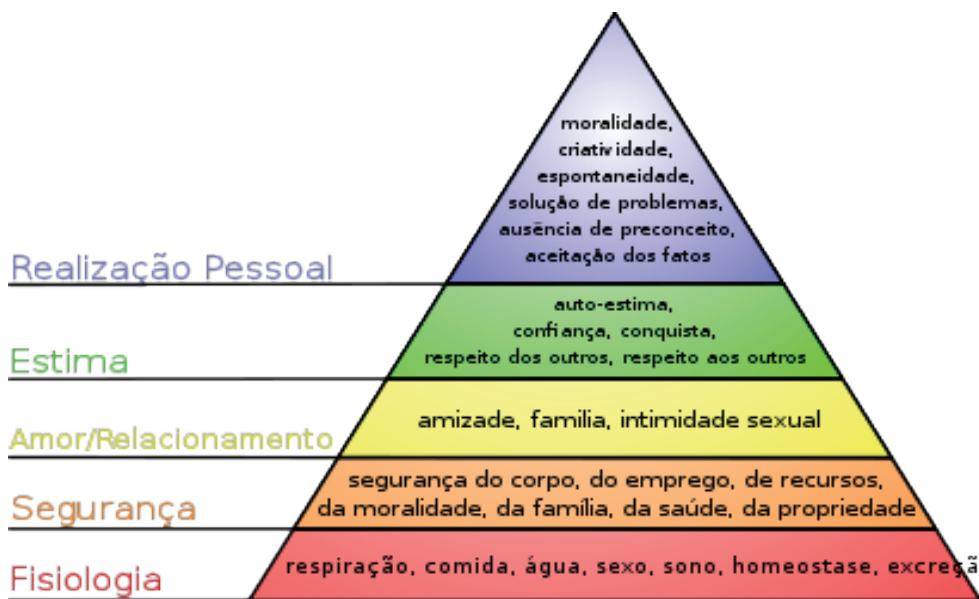 moralidade,
criatividade,
espontaneidade,
solução de problemas,
ausência de preconceito,
aceitação dos fatos
Realização Pessoal
auto-estima,
confiança, conquista,
respeito dos outros, respeito aos outros
Estima
amizade, família, intimidade sexual
Amor/Relacionamento
segurança do corpo, do emprego, de recursos,
da moralidade, da família, da saúde, da propriedade
Segurança
respiração, comida, água, sexo, sono, homeostase, excreçã
Fisiologia